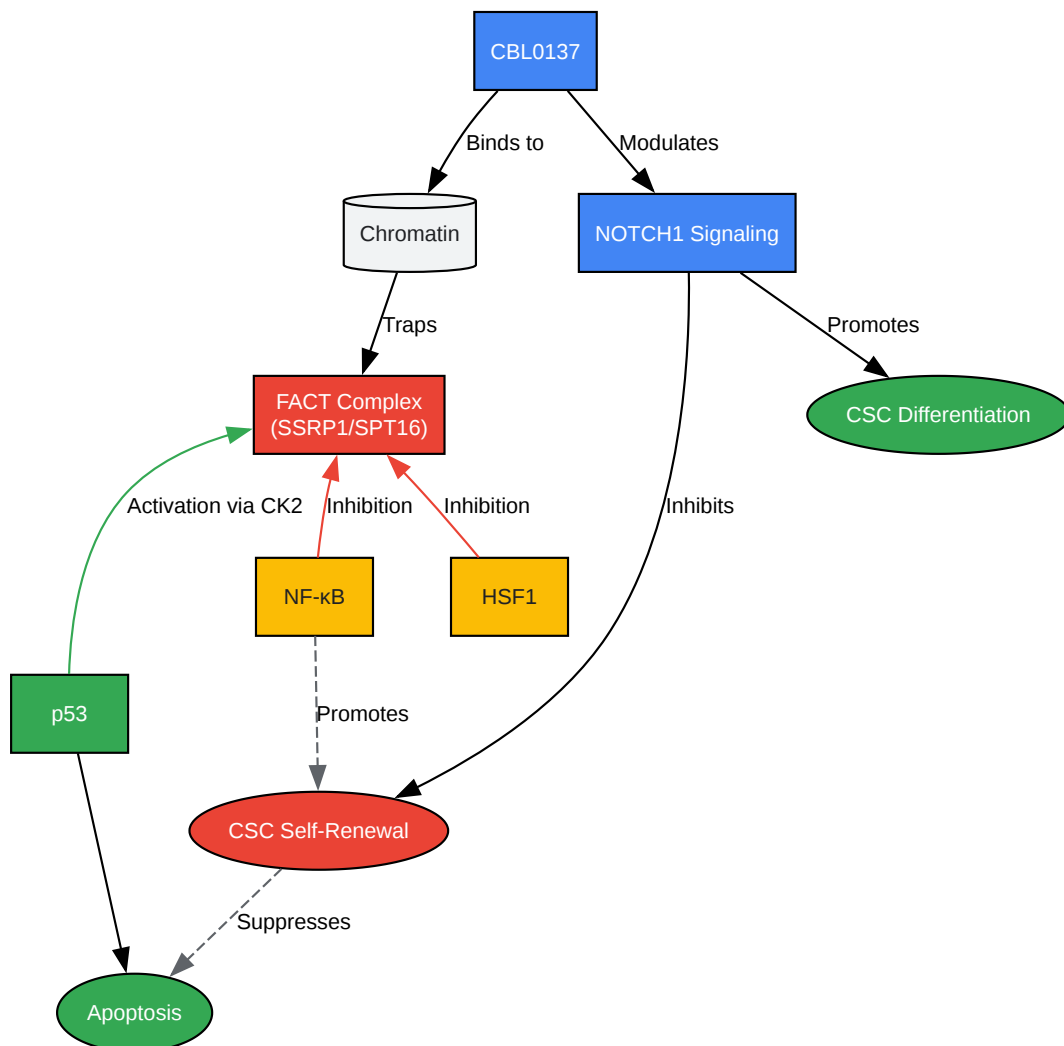 CBL0137
Binds to
Modulates
Chromatin
NOTCH1 Signaling
Traps
Promotes
FACT Complex
(SSRP1/SPT16)
CSC Differentiation
Activation via CK2
Inhibition
Inhibition
Inhibits
NF-κB
HSF1
p53
Promotes
CSC Self-Renewal
Suppresses
Apoptosis